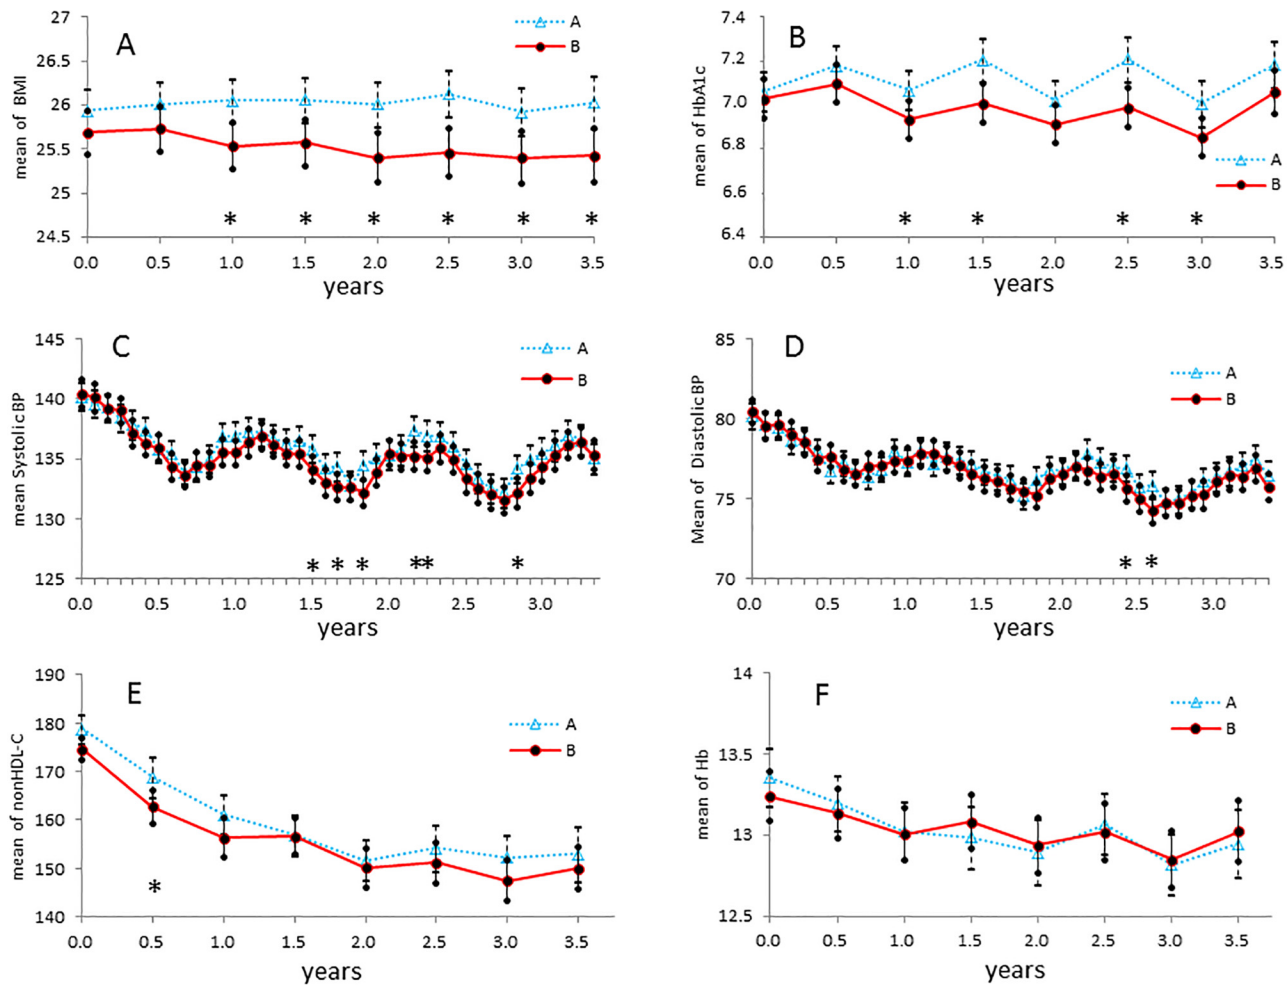 A
mean of BMI
27
26.5
26
25.5
25
24.5
A
B
* * * * * *
0.0 0.5 1.0 1.5 2.0 2.5 3.0 3.5
years
B
mean of HbA1c
7.4
7.2
7.0
6.8
6.6
6.4
A
B
* * * *
0.0 0.5 1.0 1.5 2.0 2.5 3.0 3.5
years
C
mean SystolicBP
145
140
135
130
125
A
B
* * * * * *
0.0 0.5 1.0 1.5 2.0 2.5 3.0
years
D
Mean of DiastolicBP
85
80
75
70
A
B
* *
0.0 0.5 1.0 1.5 2.0 2.5 3.0
years
E
mean of nonHDL-C
190
180
170
160
150
140
A
B
*
0.0 0.5 1.0 1.5 2.0 2.5 3.0 3.5
years
F
mean of Hb
14
13.5
13
12.5
A
B
0.0 0.5 1.0 1.5 2.0 2.5 3.0 3.5
years